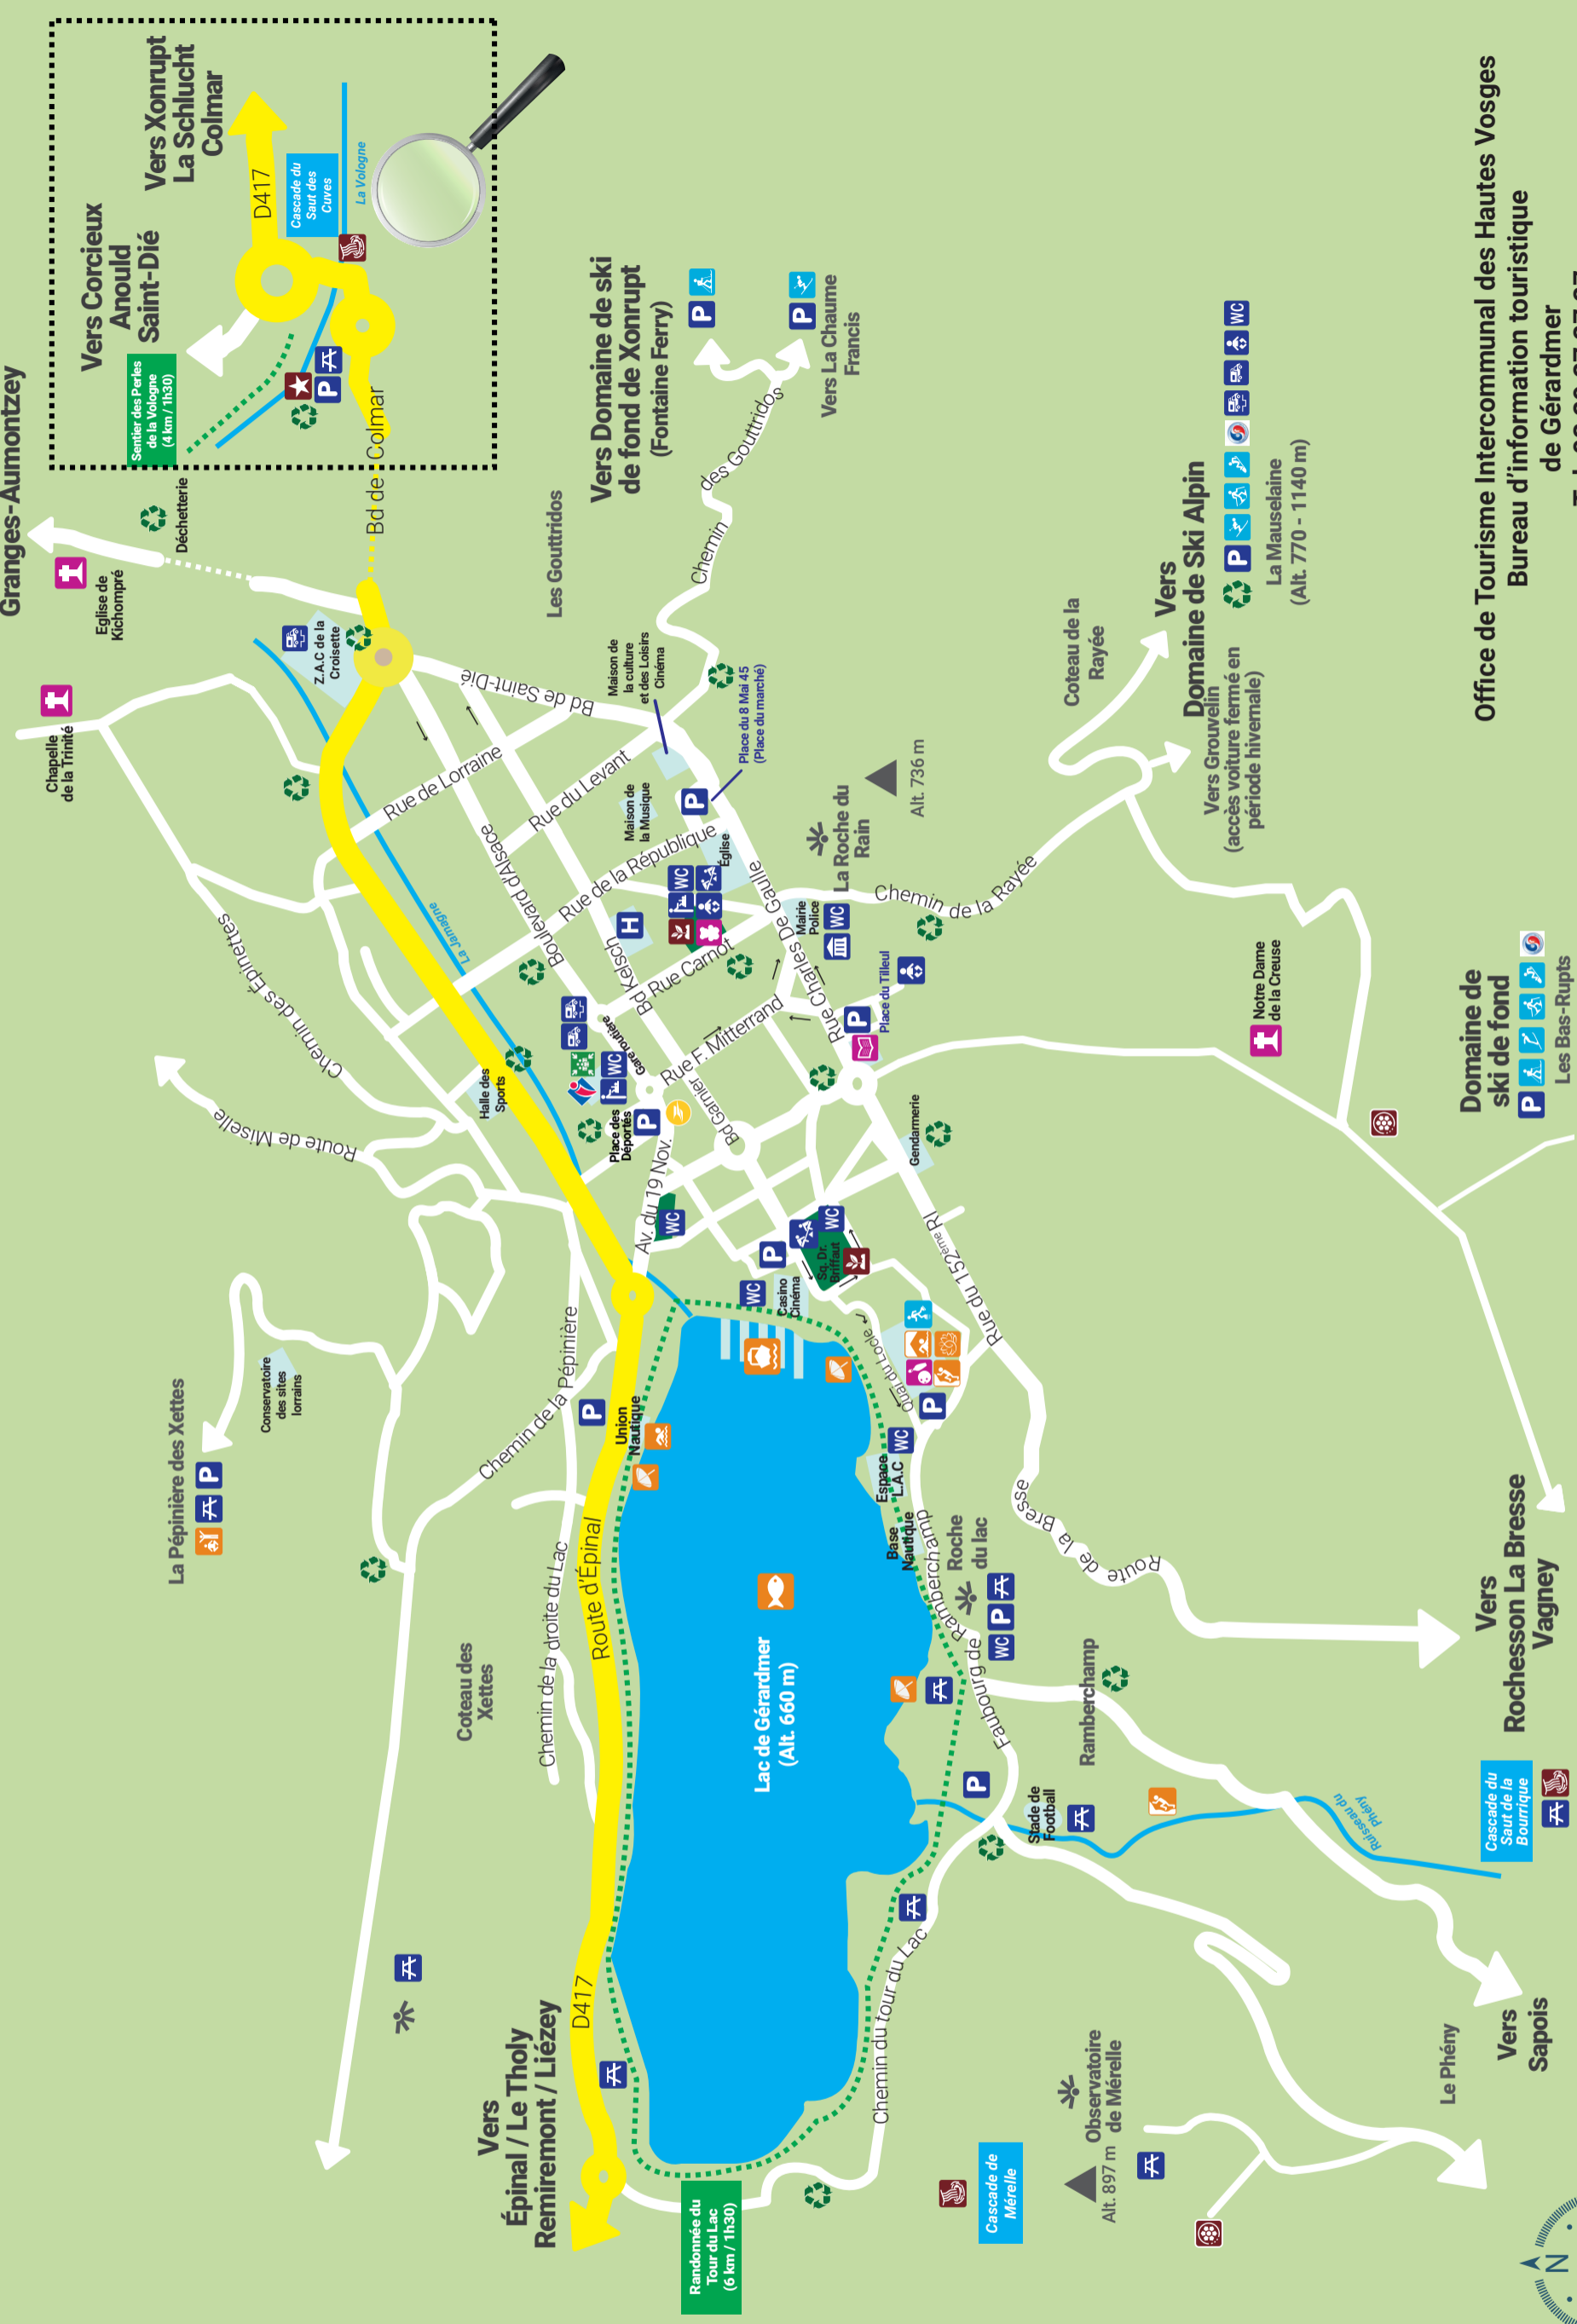 Granges-Aumontzey
Eglise de
Kichompré
Déchetterie
Chapelle
de la Trinité
Vers Corcieux
Anould
Saint-Dié
Vers Xonrupt
La Schlucht
Colmar
D417
Cascade du
Saut des
Cuves
La Vologne
Sentier des Perles
de la Vologne
(4 km / 1h30)
P
Bd de Colmar
Z.A.C de la
Croisette
Bd de Saint-Dié
Les Gouttridos
Vers Domaine de ski
de fond de Xonrupt
(Fontaine Ferry)
P
P
Vers La Chaume
Francis
Chemin des Gouttridos
Maison de
la culture
et des Loisirs
Cinéma
Place du 8 Mai 45
(Place du marché)
P
Maison de
la Musique
Rue de Lorraine
Rue du Levant
Rue de la République
Boulevard d'Alsace
Bd Kelsch
Rue Carnot
Eglise
WC
H
La Jamagne
Chemin des Épinettes
Route de Miselle
Halle des
Sports
Gare routière
WC
Place des
Déportés
P
Rue F. Mitterrand
Bd Garnier
Av. du 19 Nov.
WC
Rue Charles De Gaulle
Mairie
Police
WC
Place du Tilleul
P
La Roche du
Rain
Alt. 736 m
Chemin de la Rayée
Coteau de la
Rayée
Vers
Domaine de Ski Alpin
P
WC
La Mauselaine
(Alt. 770 - 1140 m)
Vers Grouvelin
(accès voiture fermé en
période hivernale)
Notre Dame
de la Creuse
Domaine de
ski de fond
P
Les Bas-Rupts
Gendarmerie
Rue du 152ème RI
Sq. Dr.
Briffaut
WC
P
WC
Casino
Cinéma
Quai du Locle
P
WC
Espace
L.A.C
Base
Nautique
Faubourg de Ramberchamp
Roche
du lac
WC
P
Route de la Bresse
Vers
Rochesson La Bresse
Vagney
La Pépinière des Xettes
P
Conservatoire
des sites
lorrains
Chemin de la Pépinière
P
Union
Nautique
Route d'Épinal
Chemin de la droite du Lac
Coteau des
Xettes
Lac de Gérardmer
(Alt. 660 m)
Ramberchamp
P
Stade de
Football
Ruisseau du
Phény
Cascade du
Saut de la
Bourrique
Vers
Sapois
Le Phény
Chemin du tour du Lac
D417
Vers
Épinal / Le Tholy
Remiremont / Liézey
Randonnée du
Tour du Lac
(6 km / 1h30)
Cascade de
Mérelle
Observatoire
de Mérelle
Alt. 897 m
N
Office de Tourisme Intercommunal des Hautes Vosges
Bureau d'information touristique
de Gérardmer